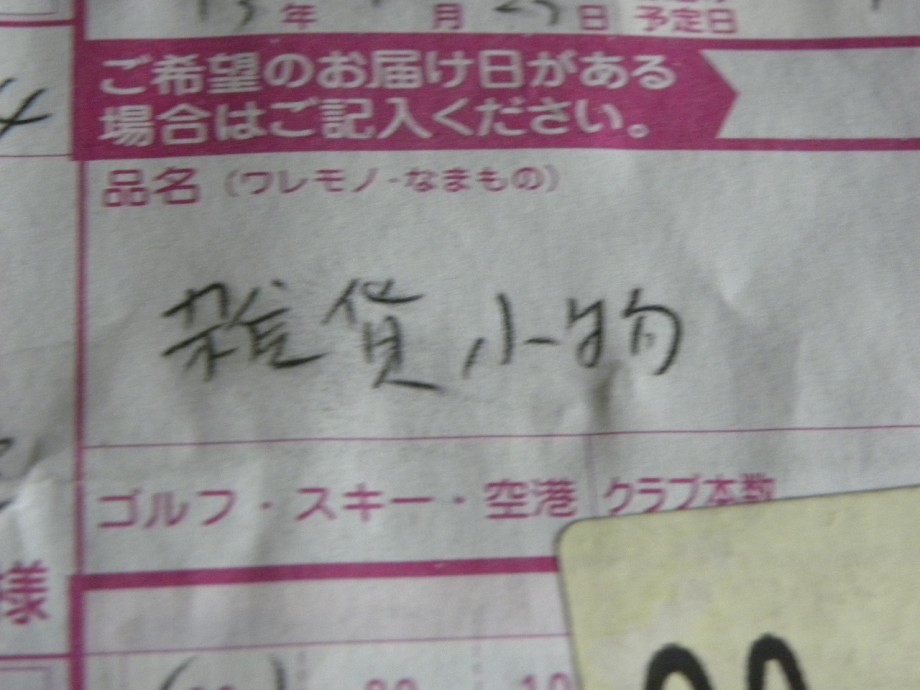 年 月 日 予定日
ご希望のお届け日がある
場合はご記入ください。
品名(ワレモノ・なまもの)
雑貨小物
ゴルフ・スキー・空港 クラブ本数
様